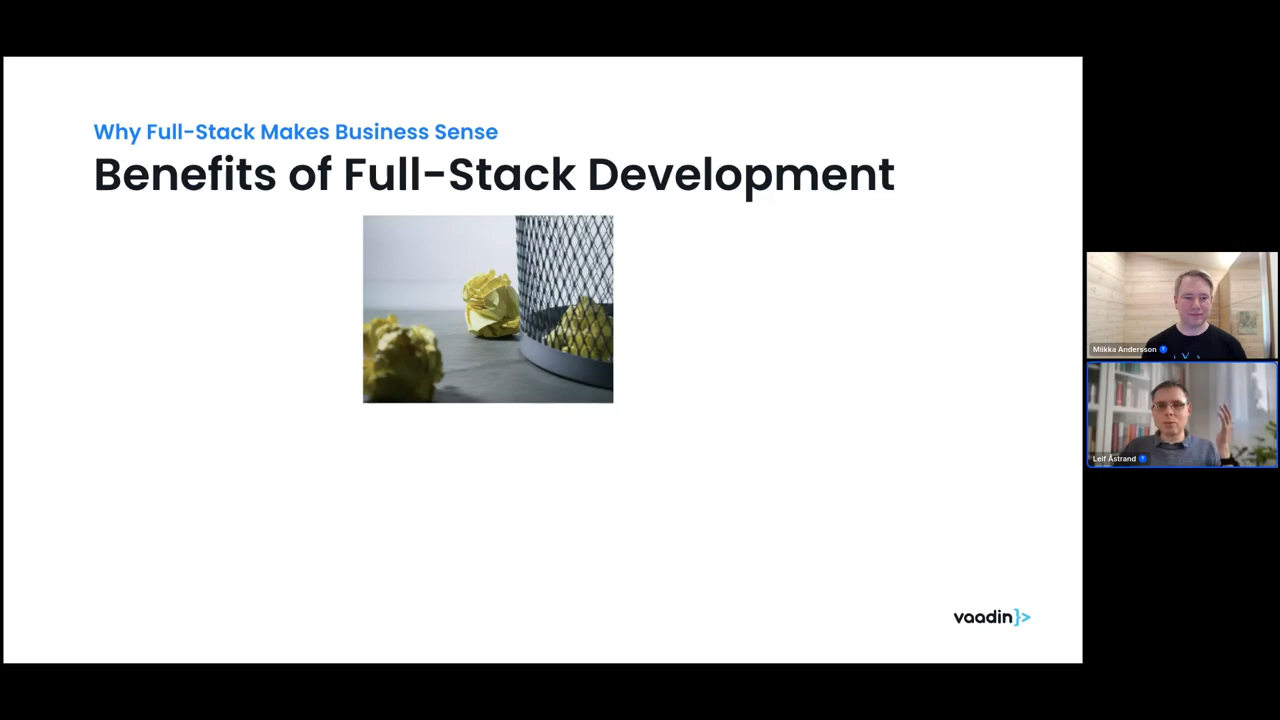 Why Full-Stack Makes Business Sense
Benefits of Full-Stack Development
Miikka Andersson
Leif Åstrand
vaadin}>